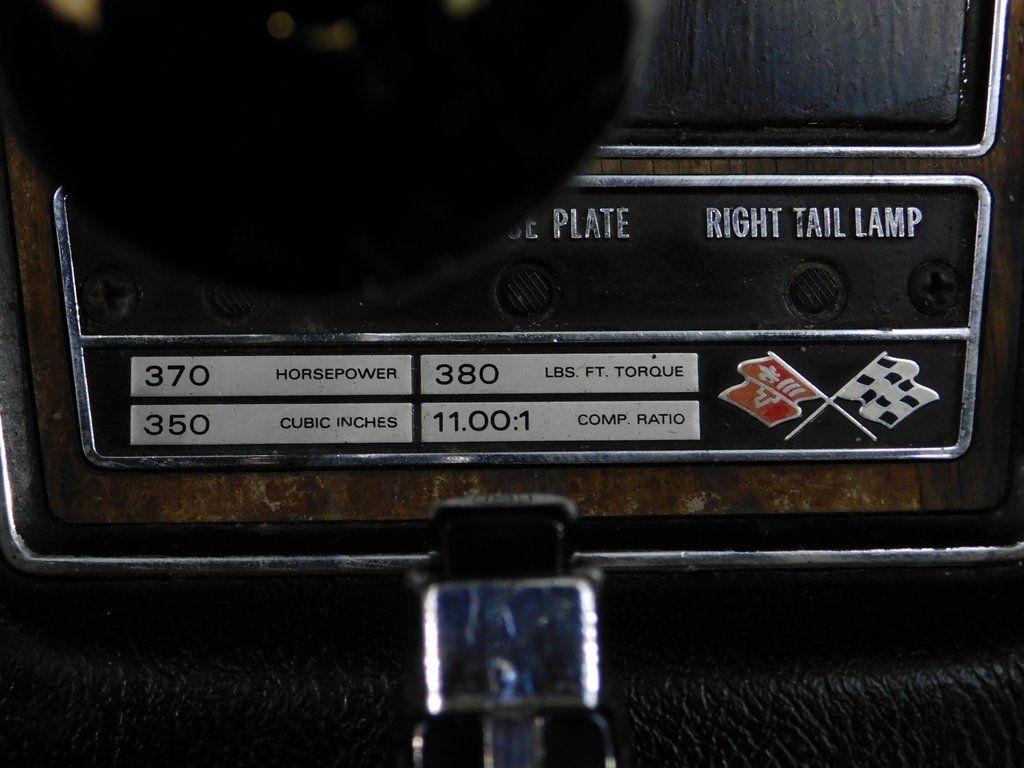 PLATE RIGHT TAIL LAMP
370 HORSEPOWER 380 LBS. FT. TORQUE
350 CUBIC INCHES 11.00:1 COMP. RATIO